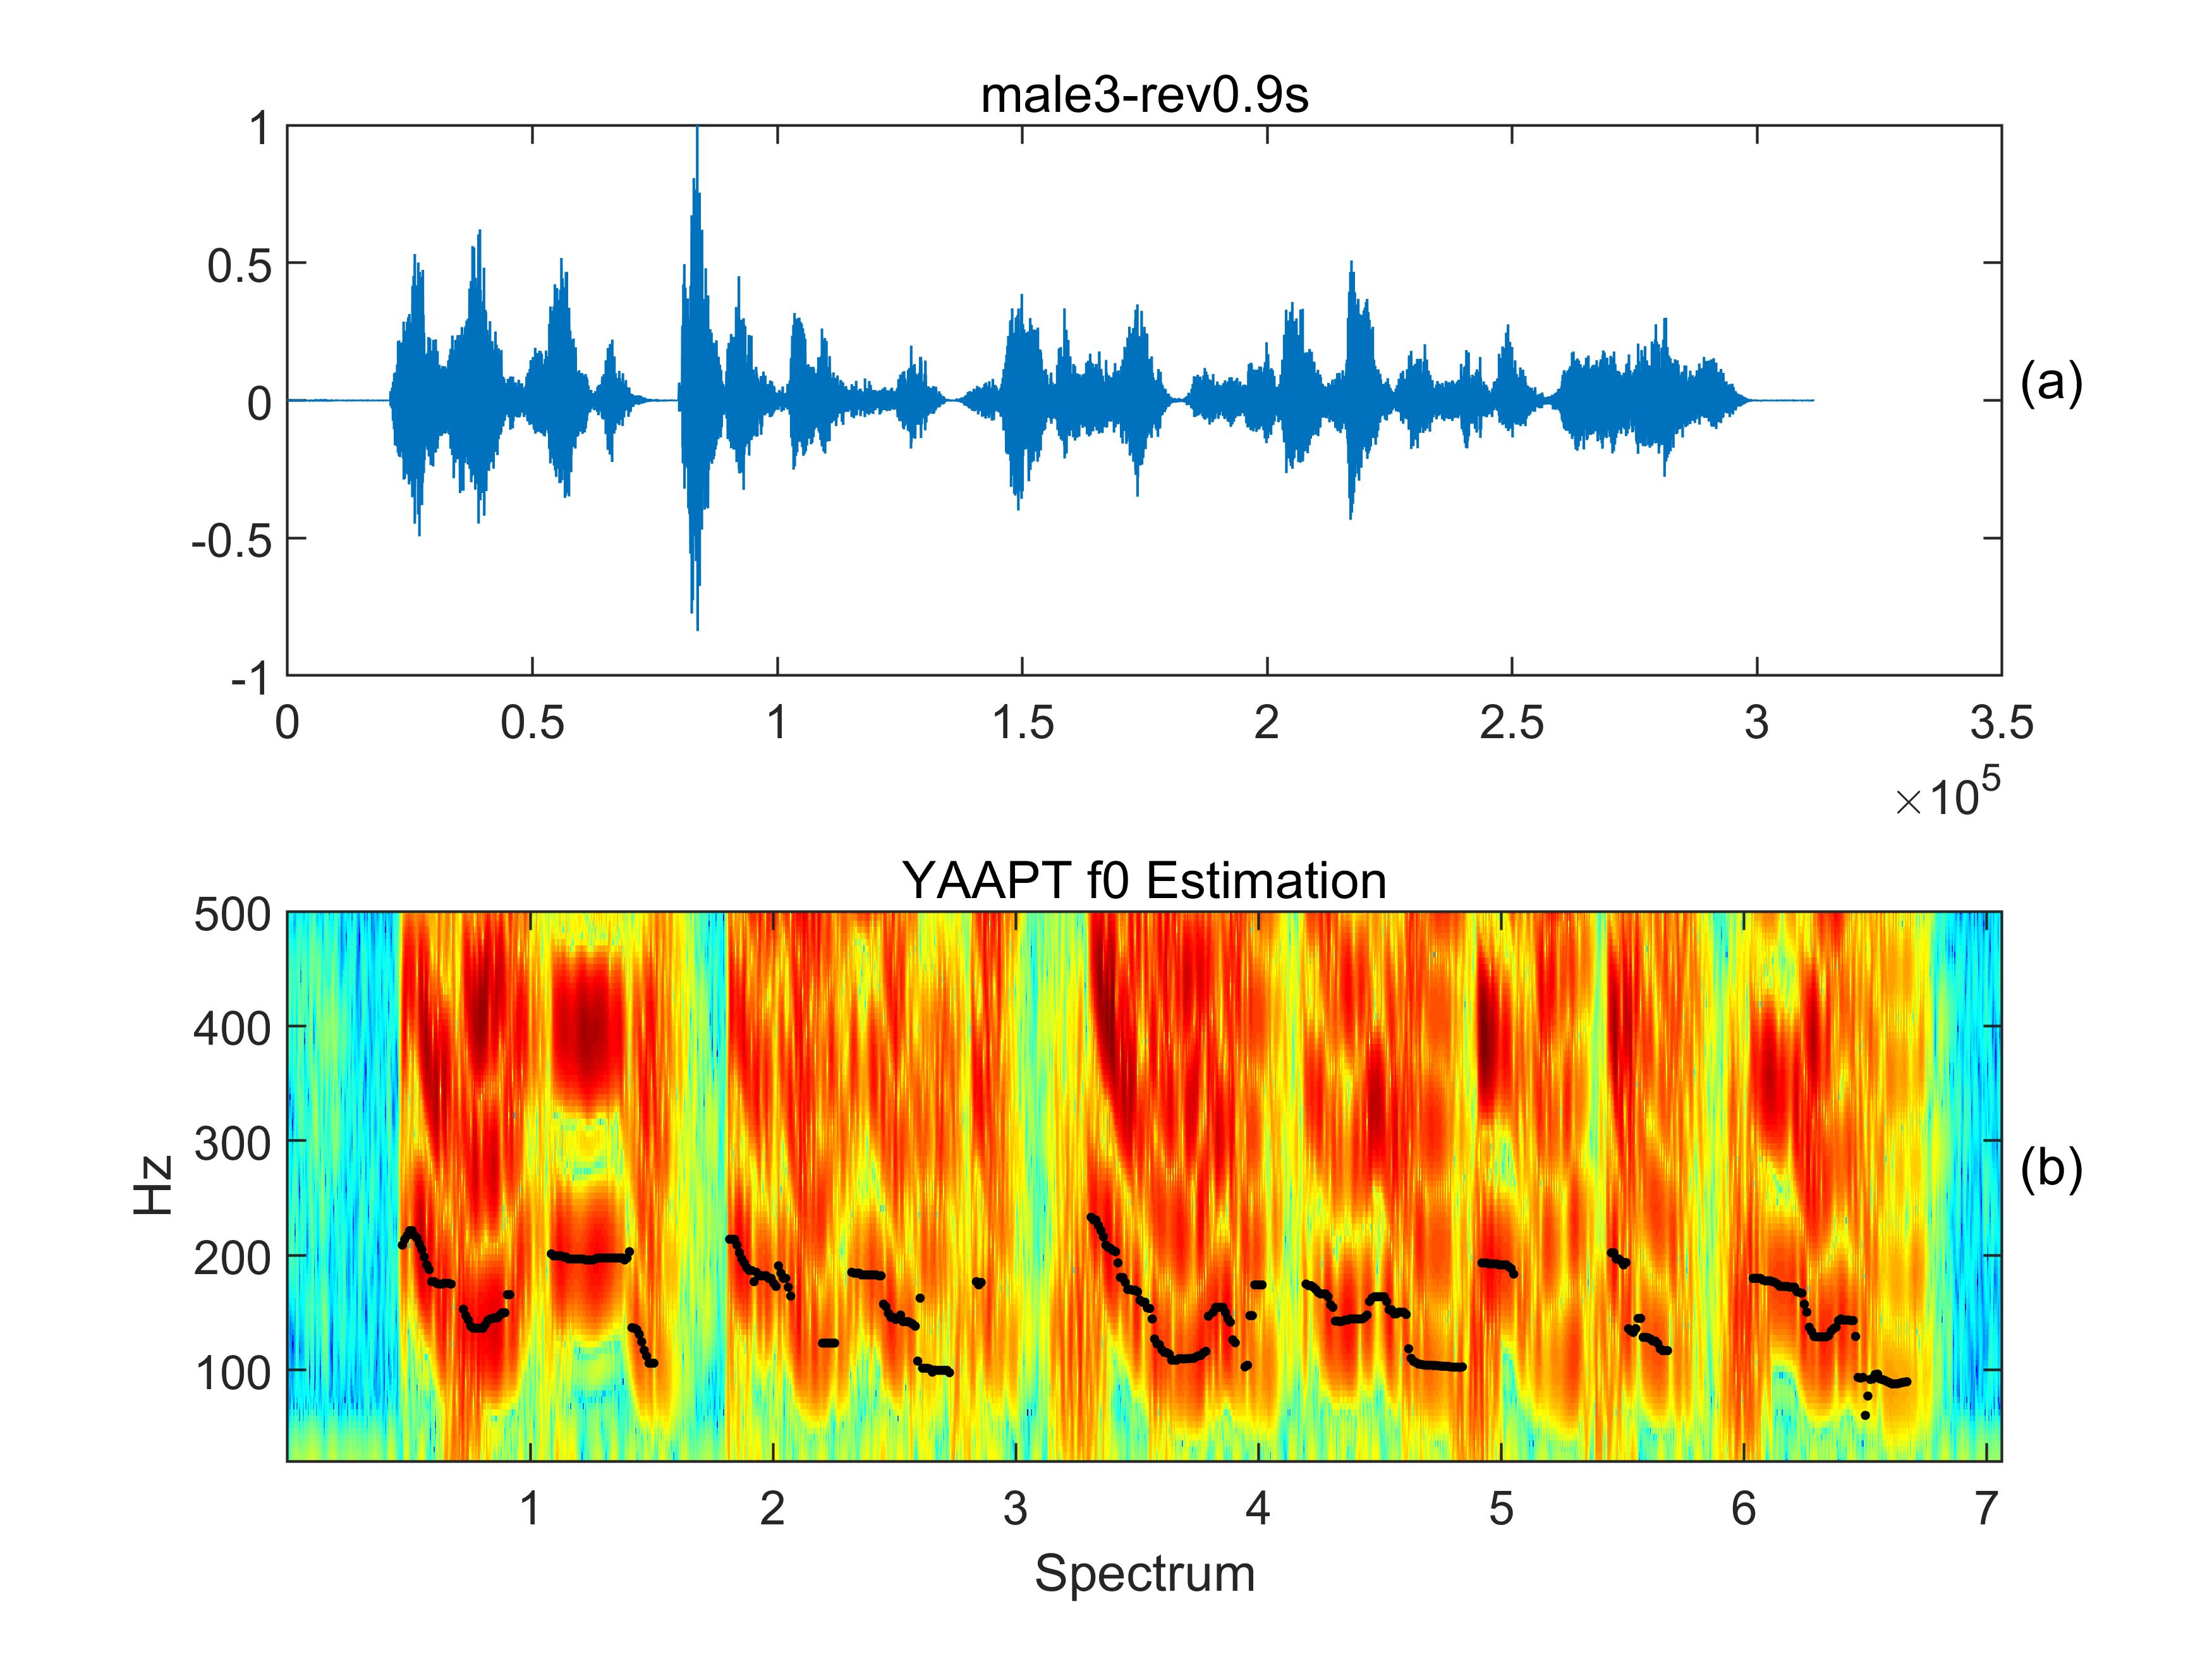 male3-rev0.9s
1
0.5
0
-0.5
-1
(a)
0 0.5 1 1.5 2 2.5 3 3.5
×10⁵
YAAPT f0 Estimation
500
400
300
200
100
Hz
(b)
1 2 3 4 5 6 7
Spectrum